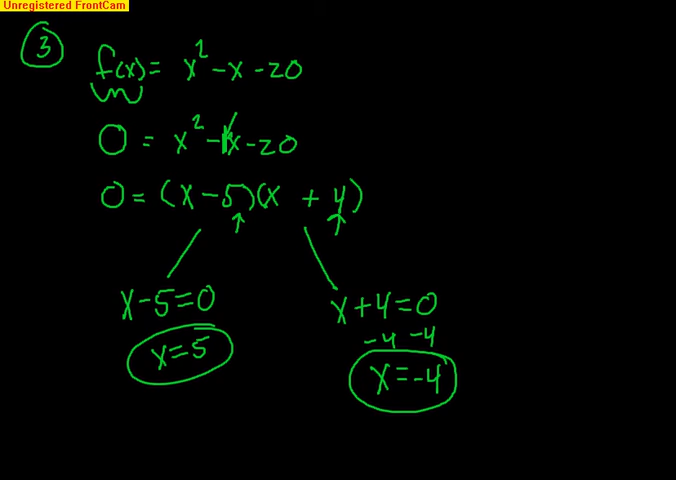 Unregistered FrontCam
3
f(x) = x² - x - 20
0 = x² - 1x - 20
0 = (x - 5)(x + 4)
x - 5 = 0 x + 4 = 0
-4 -4
x = 5 x = -4